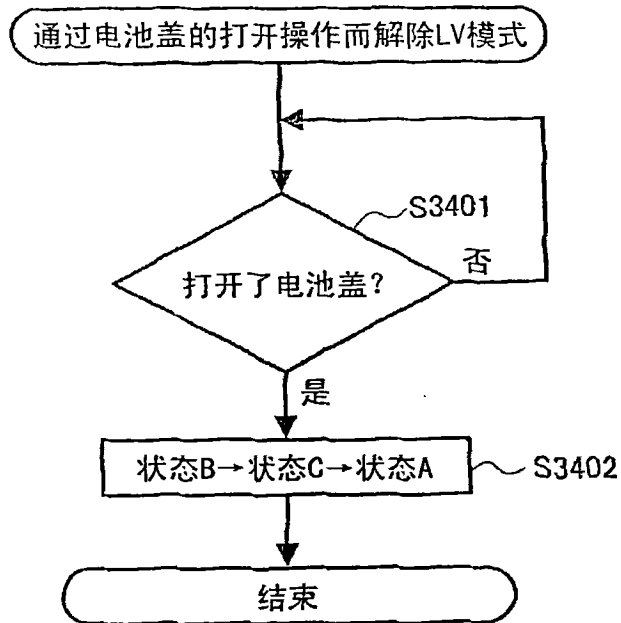 通过电池盖的打开操作而解除LV模式
S3401
打开了电池盖?
否
是
状态B→状态C→状态A
S3402
结束